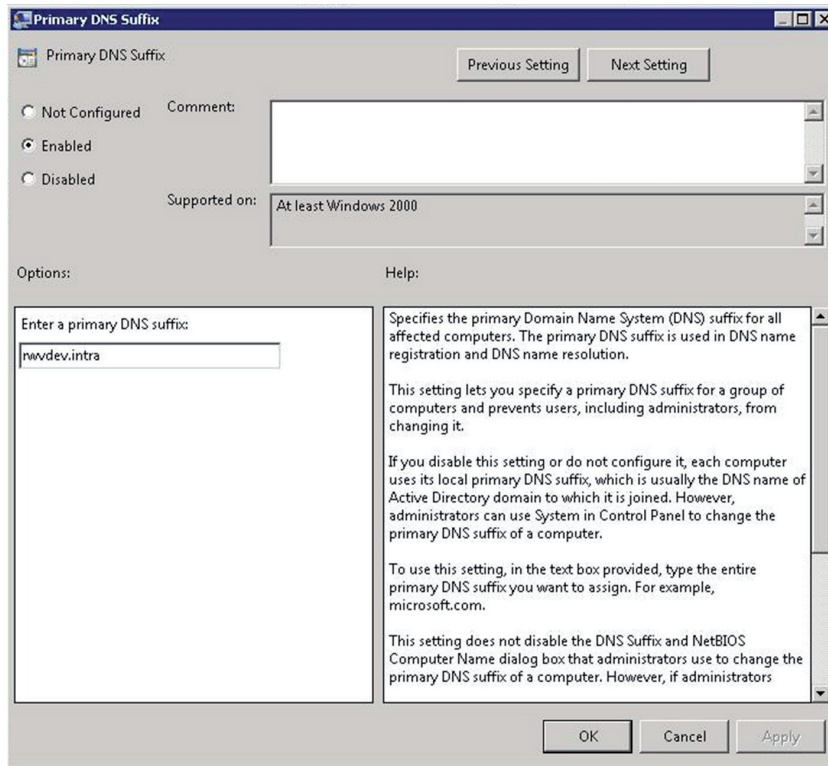 Primary DNS Suffix
Primary DNS Suffix
Previous Setting
Next Setting
Not Configured
Comment:
Enabled
Disabled
Supported on:
At least Windows 2000
Options:
Help:
Enter a primary DNS suffix:
rwvdev.intra
Specifies the primary Domain Name System (DNS) suffix for all
affected computers. The primary DNS suffix is used in DNS name
registration and DNS name resolution.
This setting lets you specify a primary DNS suffix for a group of
computers and prevents users, including administrators, from
changing it.
If you disable this setting or do not configure it, each computer
uses its local primary DNS suffix, which is usually the DNS name of
Active Directory domain to which it is joined. However,
administrators can use System in Control Panel to change the
primary DNS suffix of a computer.
To use this setting, in the text box provided, type the entire
primary DNS suffix you want to assign. For example,
microsoft.com.
This setting does not disable the DNS Suffix and NetBIOS
Computer Name dialog box that administrators use to change the
primary DNS suffix of a computer. However, if administrators
OK
Cancel
Apply